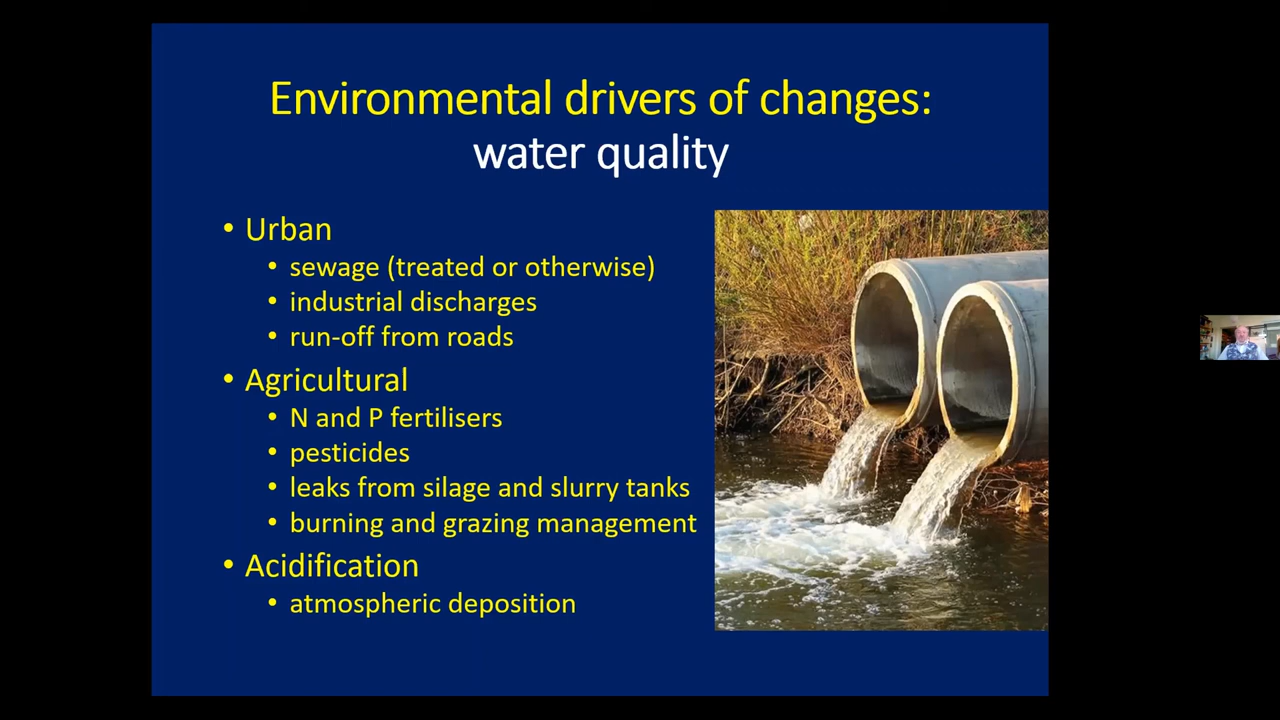 Environmental drivers of changes:
water quality
• Urban
• sewage (treated or otherwise)
• industrial discharges
• run-off from roads
• Agricultural
• N and P fertilisers
• pesticides
• leaks from silage and slurry tanks
• burning and grazing management
• Acidification
• atmospheric deposition